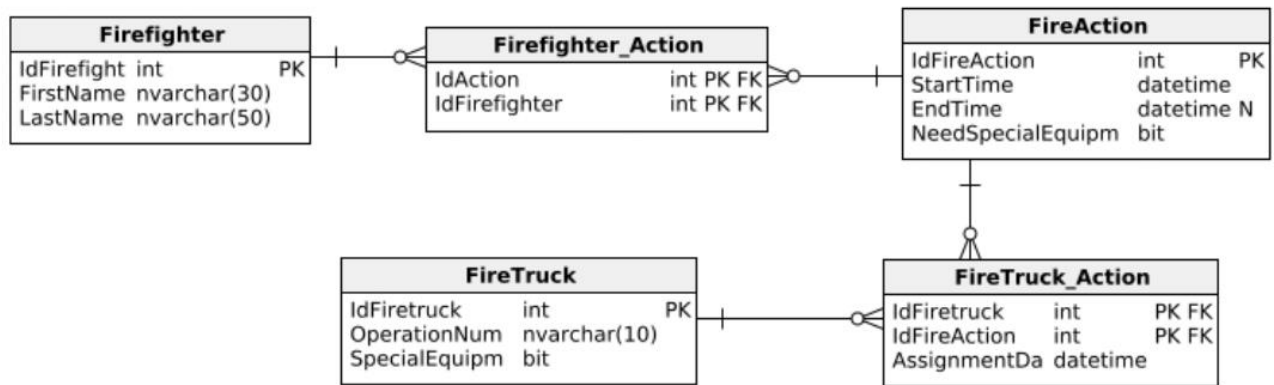 Firefighter
IdFirefight int PK
FirstName nvarchar(30)
LastName nvarchar(50)
Firefighter_Action
IdAction int PK FK
IdFirefighter int PK FK
FireAction
IdFireAction int PK
StartTime datetime
EndTime datetime N
NeedSpecialEquipm bit
FireTruck
IdFiretruck int PK
OperationNum nvarchar(10)
SpecialEquipm bit
FireTruck_Action
IdFiretruck int PK FK
IdFireAction int PK FK
AssignmentDa datetime